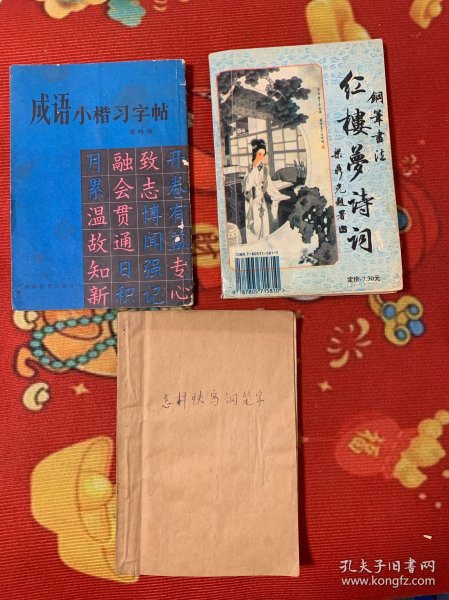 成语小楷习字帖
开卷有益专心
致志博闻强记
融会贯通日积
月累温故知新
钢笔书法
红樓夢诗词
定价:7.30元
怎样快写钢笔字
孔夫子旧书网
www.kongfz.com